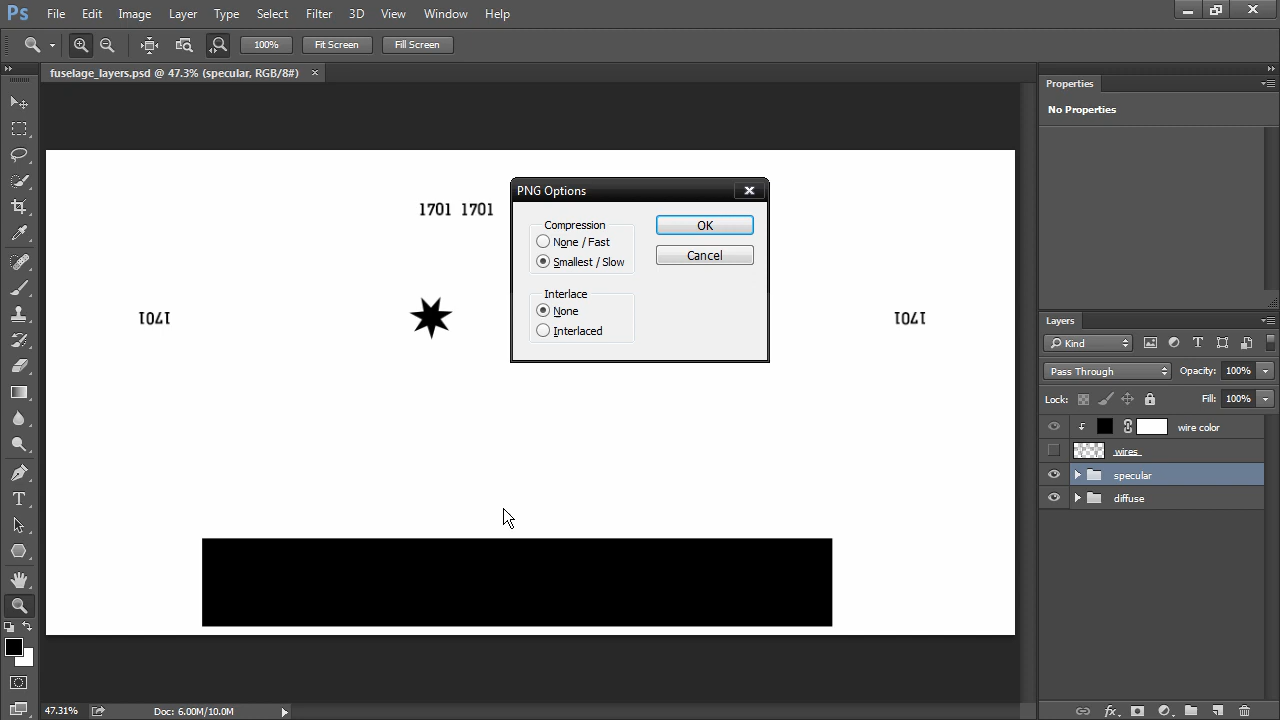 Ps File Edit Image Layer Type Select Filter 3D View Window Help
100% Fit Screen Fill Screen
fuselage_layers.psd @ 47.3% (specular, RGB/8#) ×
Properties
No Properties
PNG Options
Compression
None / Fast
Smallest / Slow
OK
Cancel
Interlace
None
Interlaced
1701 1701
1701
1701
Layers
Kind
Pass Through Opacity: 100%
Lock: Fill: 100%
wire color
wires
specular
diffuse
47.31% Doc: 6.00M/10.0M